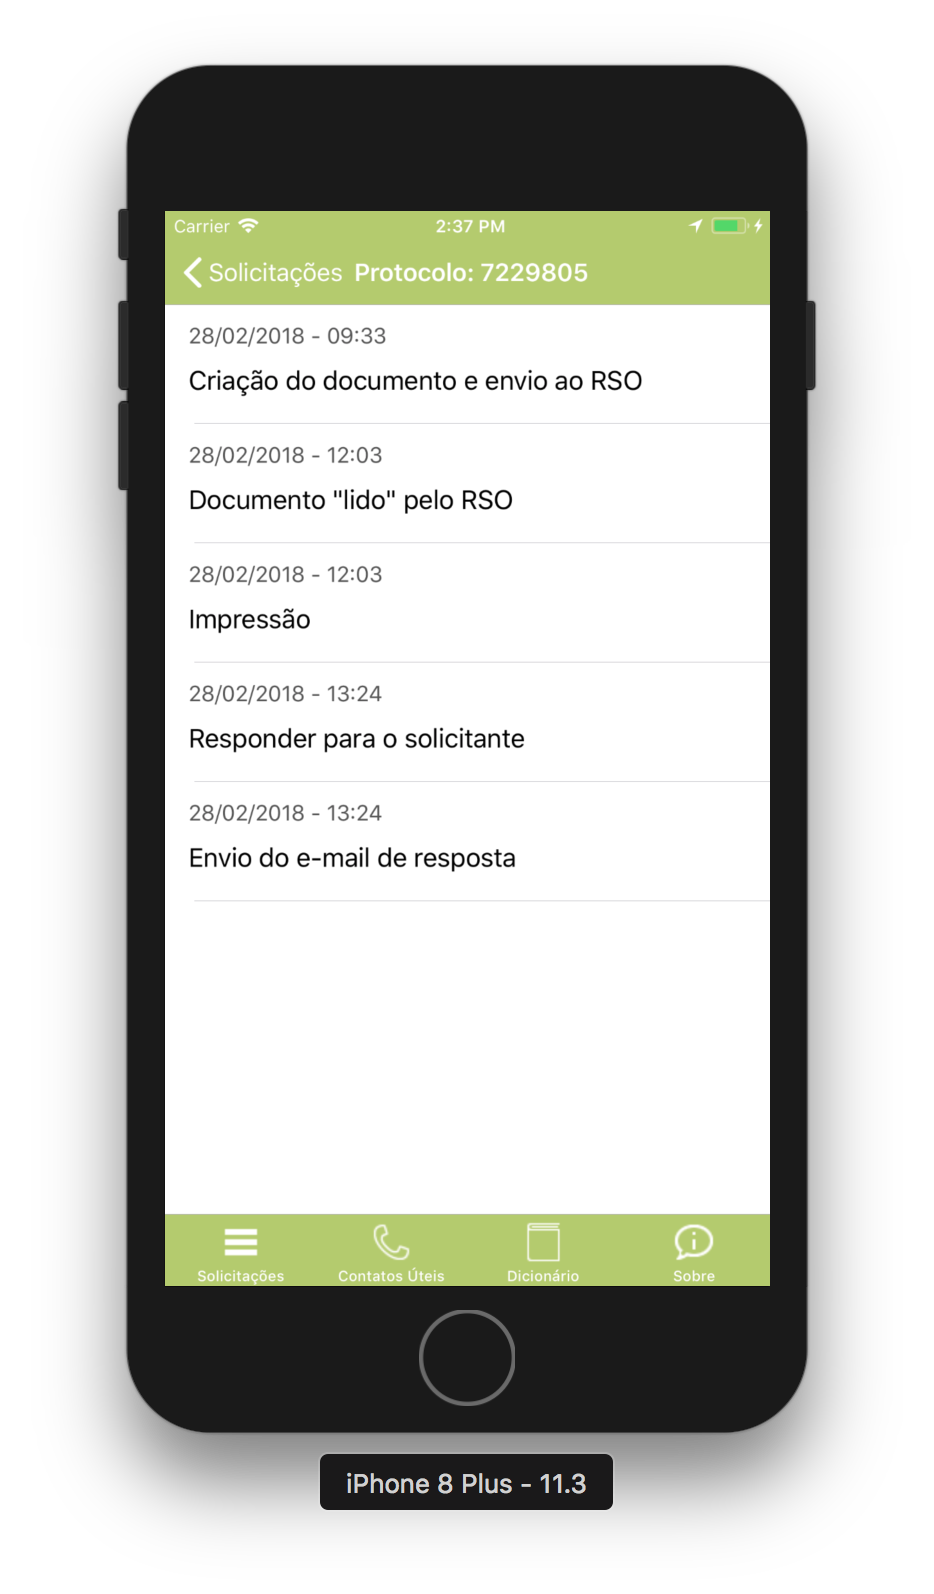 Carrier 2:37 PM
Solicitações Protocolo: 7229805
28/02/2018 - 09:33
Criação do documento e envio ao RSO
28/02/2018 - 12:03
Documento "lido" pelo RSO
28/02/2018 - 12:03
Impressão
28/02/2018 - 13:24
Responder para o solicitante
28/02/2018 - 13:24
Envio do e-mail de resposta
Solicitações Contatos Úteis Dicionário Sobre
iPhone 8 Plus - 11.3